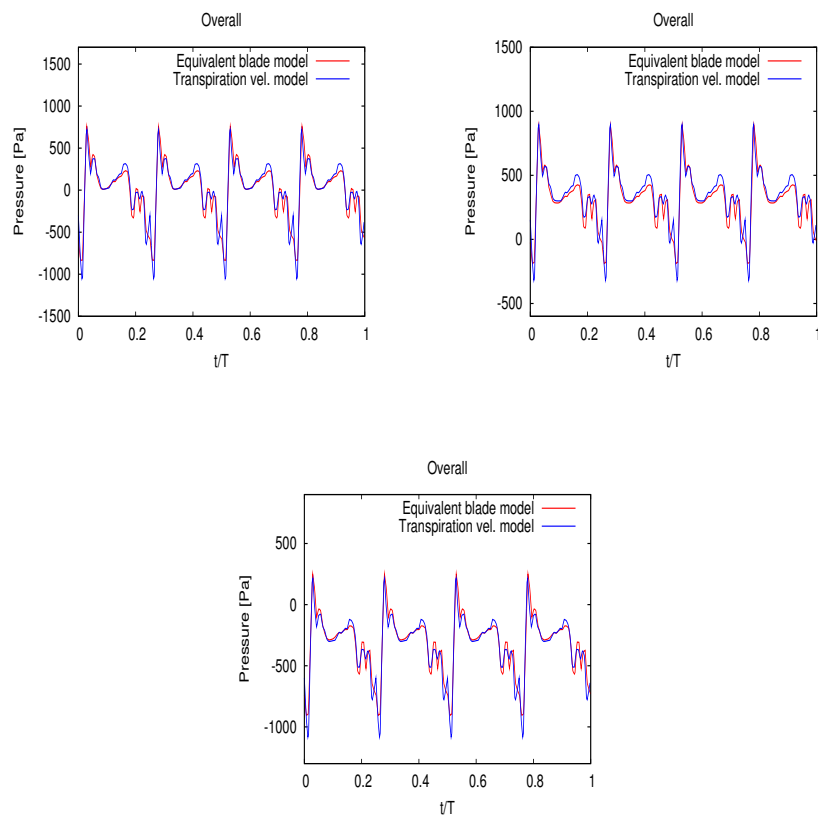 Overall
Equivalent blade model
Transpiration vel. model
Pressure [Pa]
1500
1000
500
0
-500
-1000
-1500
0 0.2 0.4 0.6 0.8 1
t/T
Overall
Equivalent blade model
Transpiration vel. model
Pressure [Pa]
1500
1000
500
0
-500
0 0.2 0.4 0.6 0.8 1
t/T
Overall
Equivalent blade model
Transpiration vel. model
Pressure [Pa]
500
0
-500
-1000
0 0.2 0.4 0.6 0.8 1
t/T